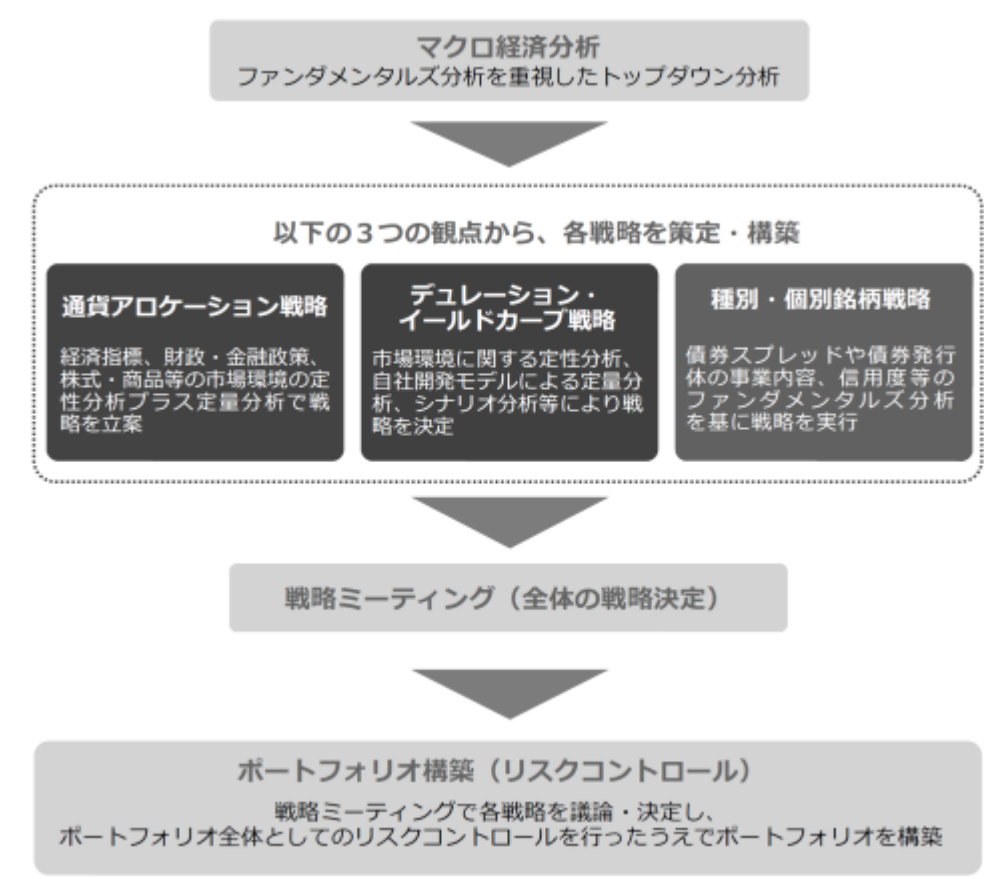 マクロ経済分析
ファンダメンタルズ分析を重視したトップダウン分析
以下の３つの観点から、各戦略を策定・構築
通貨アロケーション戦略
経済指標、財政・金融政策、
株式・商品等の市場環境の定
性分析プラス定量分析で戦
略を立案
デュレーション・
イールドカーブ戦略
市場環境に関する定性分析、
自社開発モデルによる定量分
析、シナリオ分析等により戦
略を決定
種別・個別銘柄戦略
債券スプレッドや債券発行
体の事業内容、信用度等の
ファンダメンタルズ分析
を基に戦略を実行
戦略ミーティング（全体の戦略決定）
ポートフォリオ構築（リスクコントロール）
戦略ミーティングで各戦略を議論・決定し、
ポートフォリオ全体としてのリスクコントロールを行ったうえでポートフォリオを構築